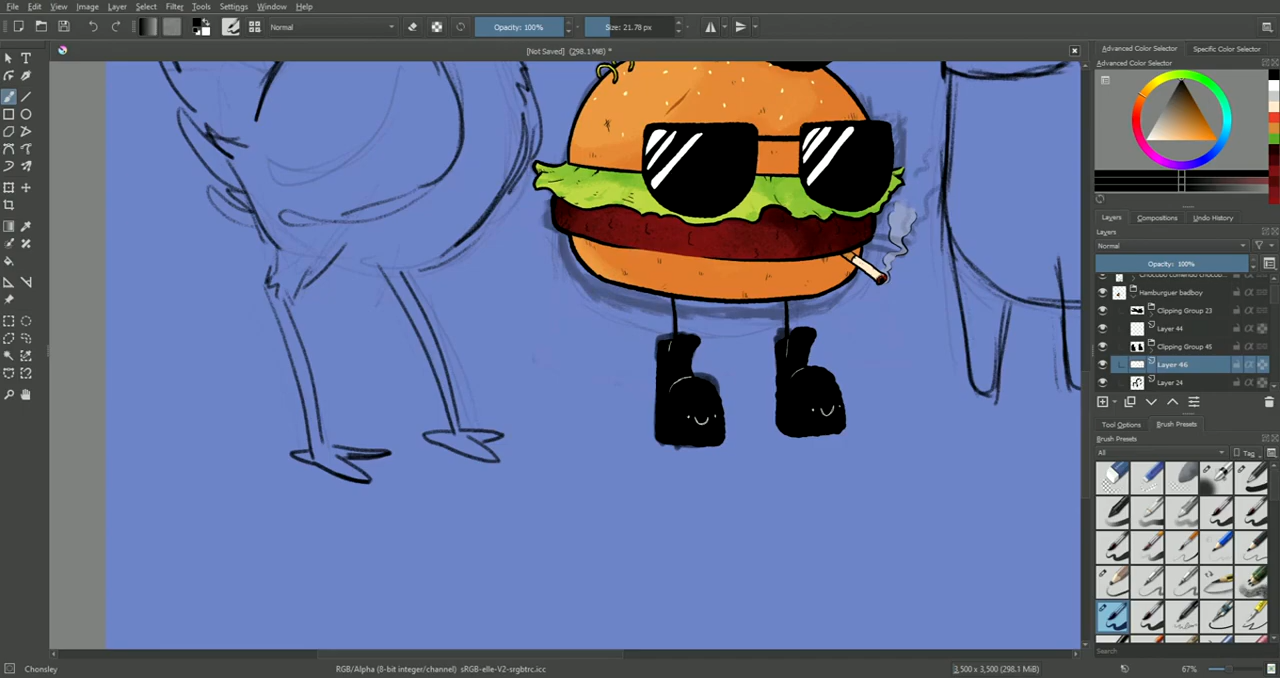 File Edit View Image Layer Select Filter Tools Settings Window Help
Normal
Opacity: 100%
Size: 21.78 px
[Not Saved] (298.1 MiB) *
Advanced Color Selector
Specific Color Selector
Advanced Color Selector
Layers
Compositions
Undo History
Layers
Normal
Opacity: 100%
Hamburguer badboy
Clipping Group 23
Layer 44
Clipping Group 45
Layer 46
Layer 24
Tool Options
Brush Presets
Brush Presets
All
Tag
Search
Chonsley
RGB/Alpha (8-bit integer/channel) sRGB-elle-V2-srgbtrc.icc
3,500 x 3,500 (298.1 MiB)
67%